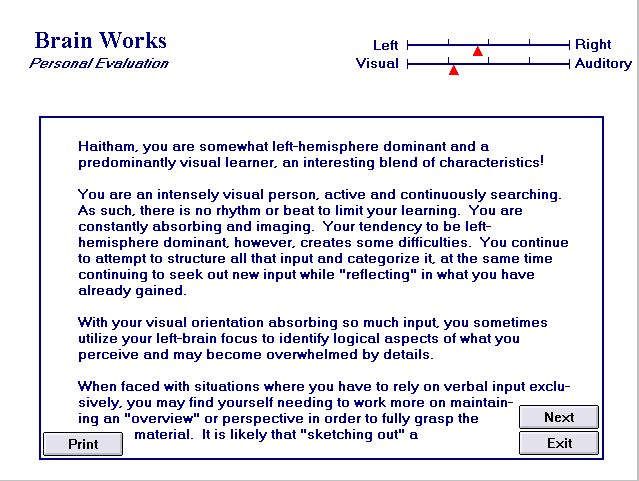 Brain Works
Personal Evaluation
Left Right
Visual Auditory
Haitham, you are somewhat left-hemisphere dominant and a
predominantly visual learner, an interesting blend of characteristics!
You are an intensely visual person, active and continuously searching.
As such, there is no rhythm or beat to limit your learning.  You are
constantly absorbing and imaging.  Your tendency to be left-
hemisphere dominant, however, creates some difficulties.  You continue
to attempt to structure all that input and categorize it, at the same time
continuing to seek out new input while "reflecting" in what you have
already gained.
With your visual orientation absorbing so much input, you sometimes
utilize your left-brain focus to identify logical aspects of what you
perceive and may become overwhelmed by details.
When faced with situations where you have to rely on verbal input exclu-
sively, you may find yourself needing to work more on maintain-
ing an "overview" or perspective in order to fully grasp the
material.  It is likely that "sketching out" a
Next
Print
Exit